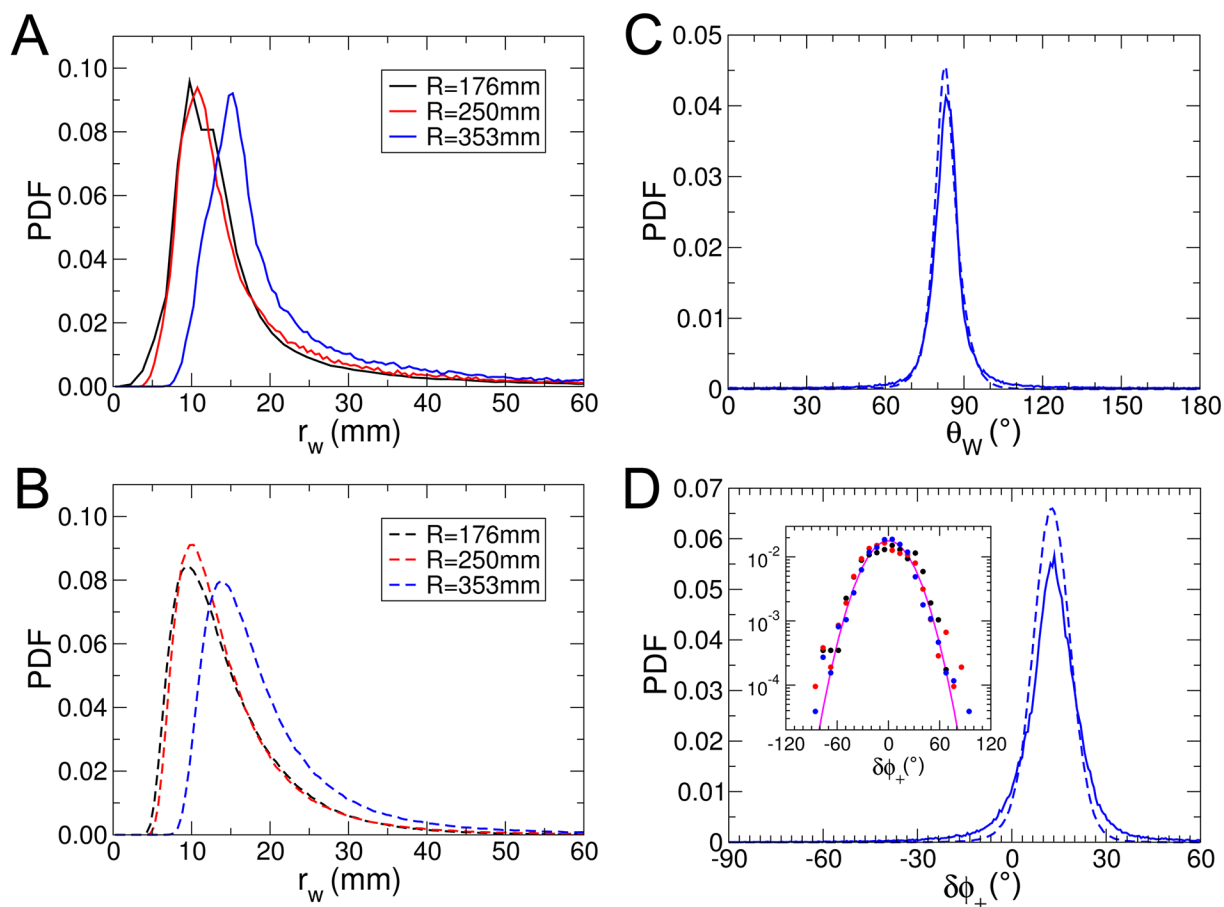 A
PDF
0.10
0.08
0.06
0.04
0.02
0.00
R=176mm
R=250mm
R=353mm
0 10 20 30 40 50 60
r_w (mm)
C
PDF
0.05
0.04
0.03
0.02
0.01
0
0 30 60 90 120 150 180
θ_W (°)
B
PDF
0.10
0.08
0.06
0.04
0.02
0.00
R=176mm
R=250mm
R=353mm
0 10 20 30 40 50 60
r_w (mm)
D
PDF
0.07
0.06
0.05
0.04
0.03
0.02
0.01
0
10^-2
10^-3
10^-4
-120 -60 0 60 120
δϕ_+(°)
-90 -60 -30 0 30 60
δϕ_+ (°)